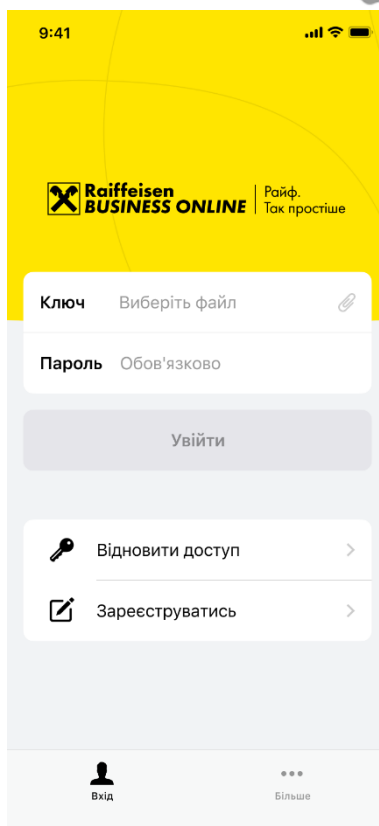 9:41
Raiffeisen
BUSINESS ONLINE
Райф.
Так простіше
Ключ Виберіть файл
Пароль Обов'язково
Увійти
Відновити доступ
Зареєструватись
Вхід
Більше